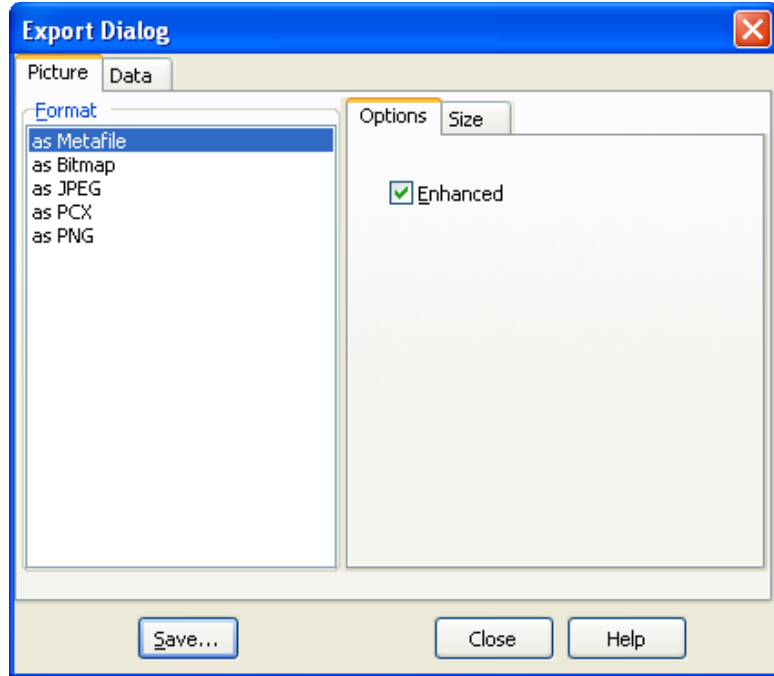 Export Dialog
Picture Data
Format
as Metafile
as Bitmap
as JPEG
as PCX
as PNG
Options Size
Enhanced
Save... Close Help